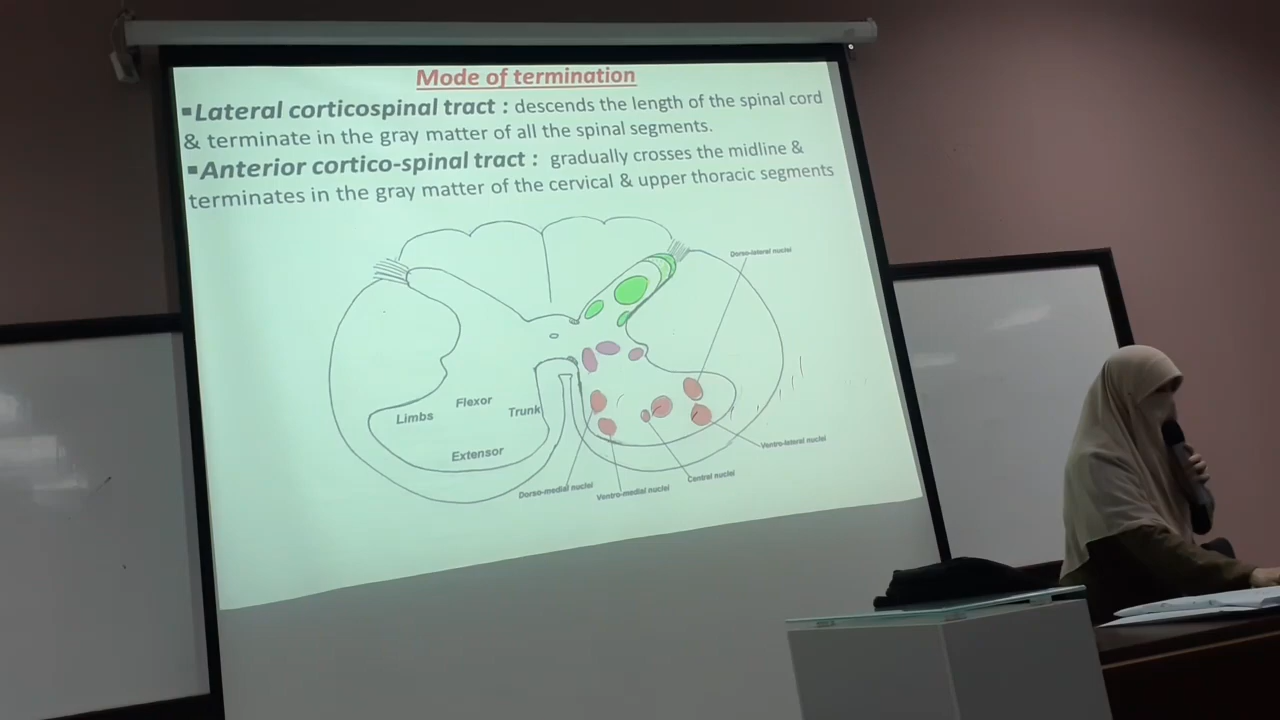 Mode of termination
▪Lateral corticospinal tract : descends the length of the spinal cord
& terminate in the gray matter of all the spinal segments.
▪Anterior cortico-spinal tract : gradually crosses the midline &
terminates in the gray matter of the cervical & upper thoracic segments
Dorso-lateral nuclei
Limbs
Flexor
Trunk
Extensor
Ventro-lateral nuclei
Central nuclei
Dorso-medial nuclei
Ventro-medial nuclei